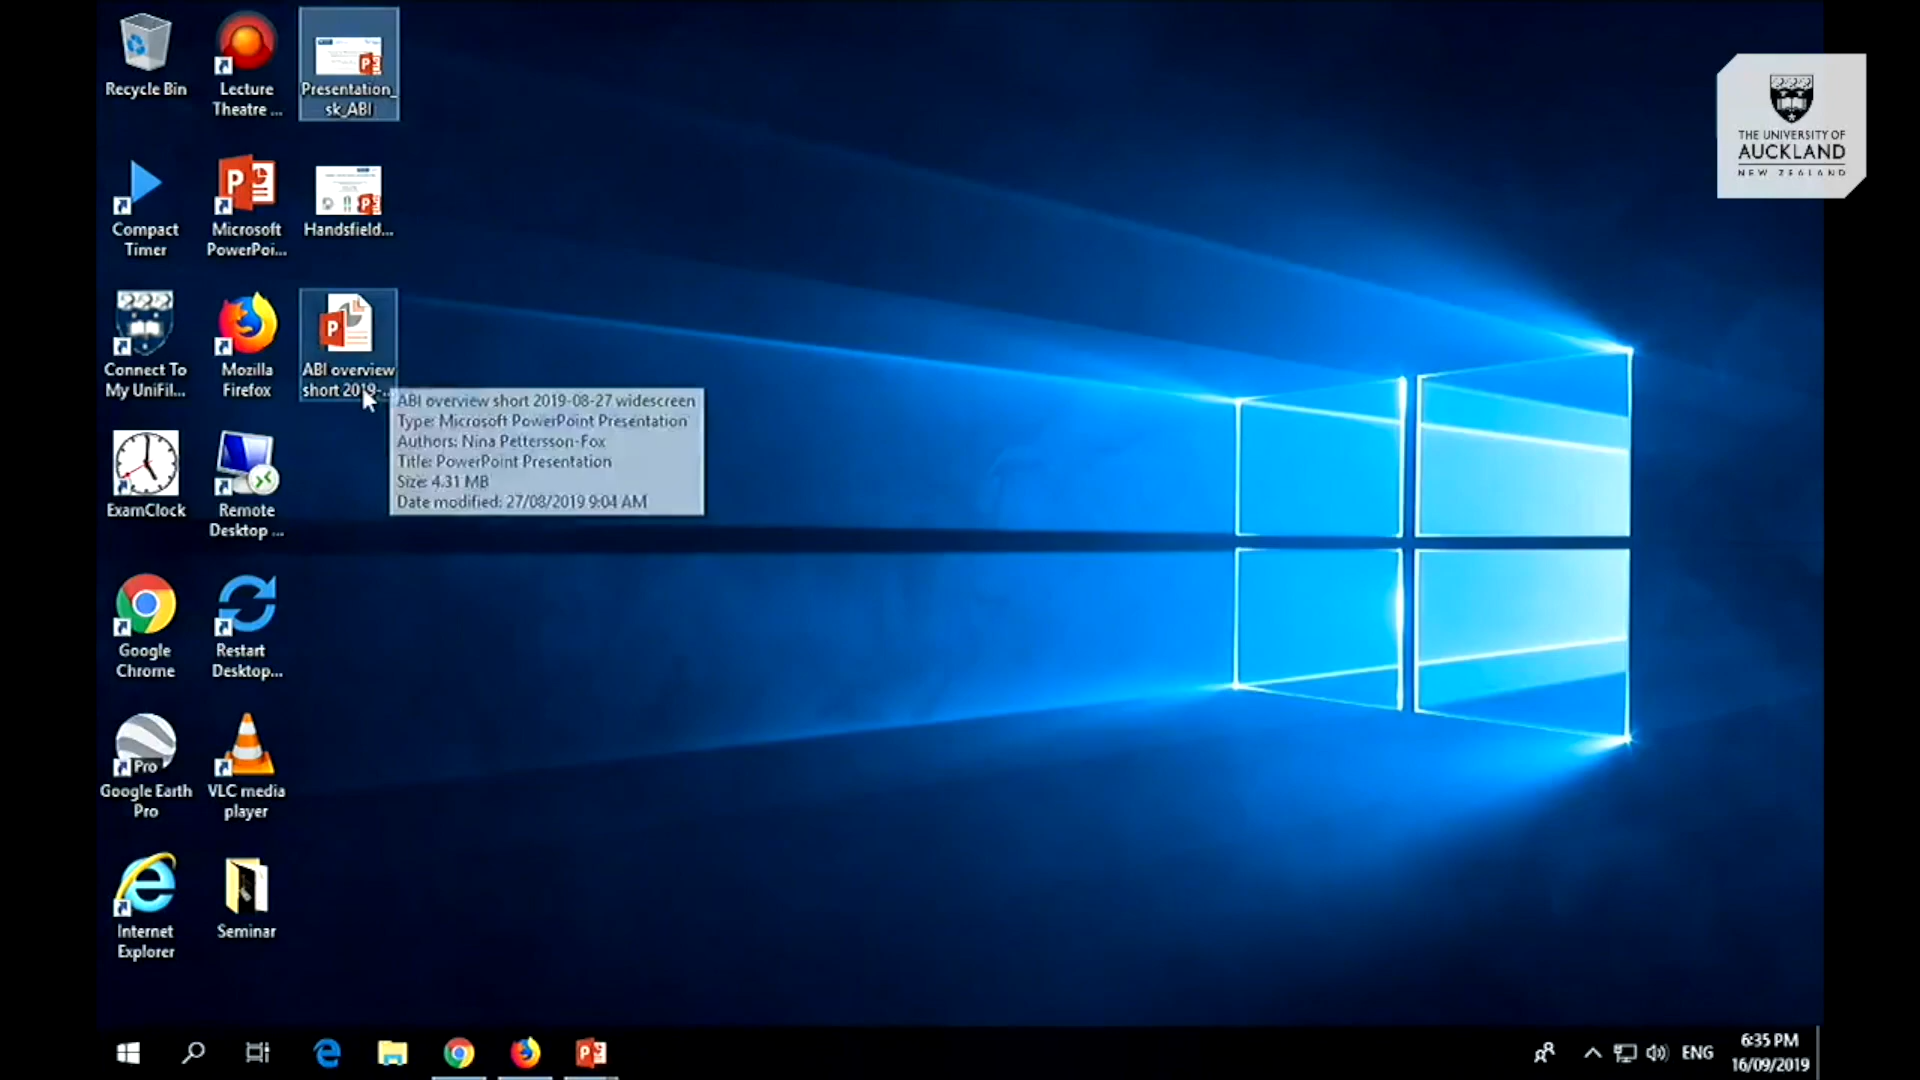 Recycle Bin
Lecture
Theatre ...
Presentation_
sk_ABI
Compact
Timer
Microsoft
PowerPoi...
Handsfield...
Connect To
My UniFil...
Mozilla
Firefox
ABI overview
short 2019-...
ABI overview short 2019-08-27 widescreen
Type: Microsoft PowerPoint Presentation
Authors: Nina Pettersson-Fox
Title: PowerPoint Presentation
Size: 4.31 MB
Date modified: 27/08/2019 9:04 AM
ExamClock
Remote
Desktop ...
Google
Chrome
Restart
Desktop...
Pro
Google Earth
Pro
VLC media
player
Internet
Explorer
Seminar
THE UNIVERSITY OF
AUCKLAND
NEW ZEALAND
ENG
6:35 PM
16/09/2019